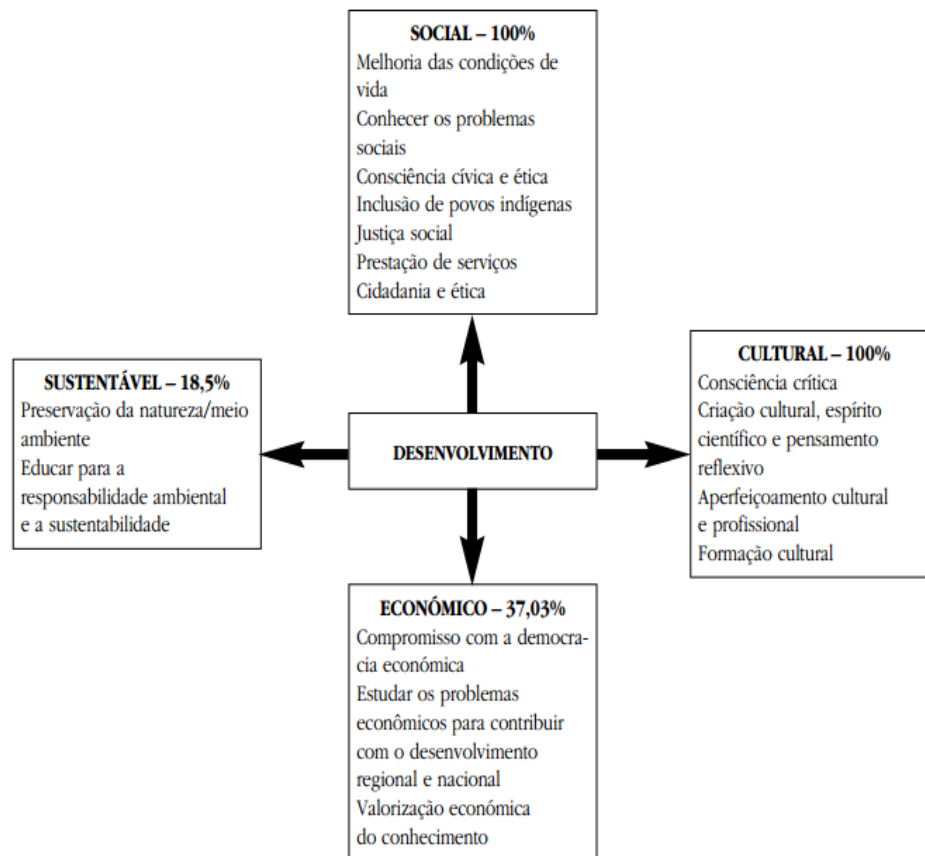 SOCIAL – 100%
Melhoria das condições de
vida
Conhecer os problemas
sociais
Consciência cívica e ética
Inclusão de povos indígenas
Justiça social
Prestação de serviços
Cidadania e ética
SUSTENTÁVEL – 18,5%
Preservação da natureza/meio
ambiente
Educar para a
responsabilidade ambiental
e a sustentabilidade
DESENVOLVIMENTO
CULTURAL – 100%
Consciência crítica
Criação cultural, espírito
científico e pensamento
reflexivo
Aperfeiçoamento cultural
e profissional
Formação cultural
ECONÓMICO – 37,03%
Compromisso com a democra-
cia económica
Estudar os problemas
econômicos para contribuir
com o desenvolvimento
regional e nacional
Valorização económica
do conhecimento